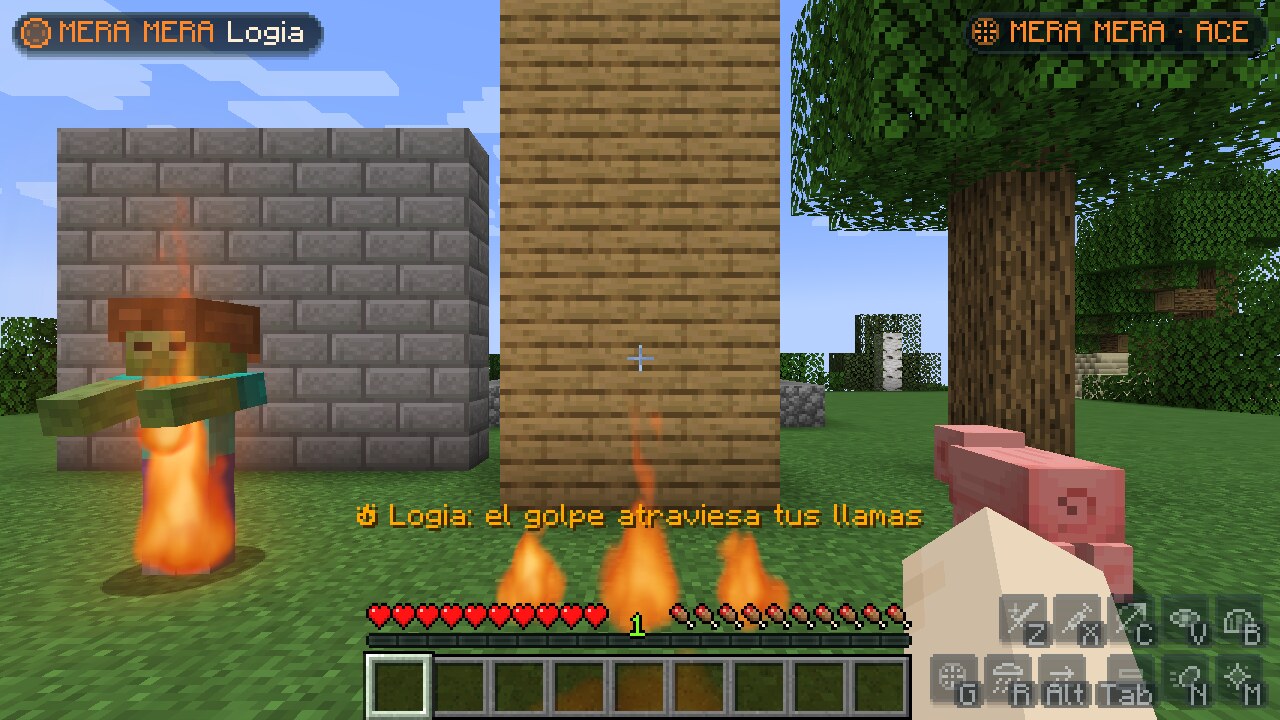 MERA MERA Logia
MERA MERA · ACE
Logia: el golpe atraviesa tus llamas
1
Z X C V B
G R Alt Tab N M